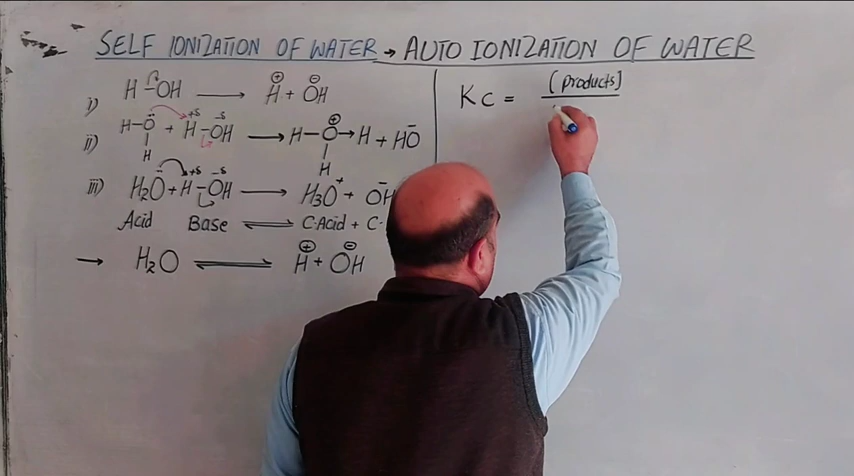 SELF IONIZATION OF WATER → AUTO IONIZATION OF WATER
i) H-OH → H⊕ + OH⊖
ii) H-Ö + H-OH → H-O⊕→H + HO⁻
H +δ -δ H
iii) H₂O + H-OH → H₃O⁺ + OH
+δ -δ
Acid Base ⇌ C.Acid + C.
→ H₂O ⇌ H⊕ + OH⊖
Kc = [Products]